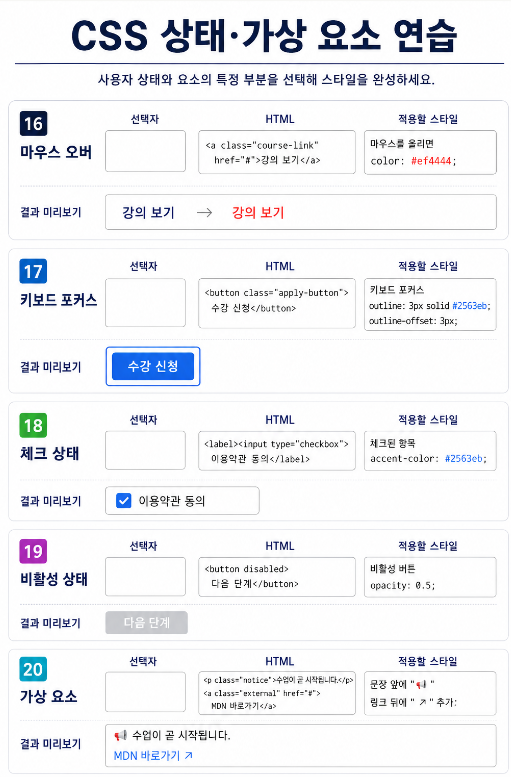 CSS 상태·가상 요소 연습
사용자 상태와 요소의 특정 부분을 선택해 스타일을 완성하세요.
16
마우스 오버
선택자
HTML
<a class="course-link"
href="#">강의 보기</a>
적용할 스타일
마우스를 올리면
color: #ef4444;
결과 미리보기
강의 보기 → 강의 보기
17
키보드 포커스
선택자
HTML
<button class="apply-button">
수강 신청</button>
적용할 스타일
키보드 포커스
outline: 3px solid #2563eb;
outline-offset: 3px;
결과 미리보기
수강 신청
18
체크 상태
선택자
HTML
<label><input type="checkbox">
이용약관 동의</label>
적용할 스타일
체크된 항목
accent-color: #2563eb;
결과 미리보기
이용약관 동의
19
비활성 상태
선택자
HTML
<button disabled>
다음 단계</button>
적용할 스타일
비활성 버튼
opacity: 0.5;
결과 미리보기
다음 단계
20
가상 요소
선택자
HTML
<p class="notice">수업이 곧 시작됩니다.</p>
<a class="external" href="#">
MDN 바로가기</a>
적용할 스타일
문장 앞에 "📢 "
링크 뒤에 " ↗" 추가:
결과 미리보기
📢 수업이 곧 시작됩니다.
MDN 바로가기 ↗